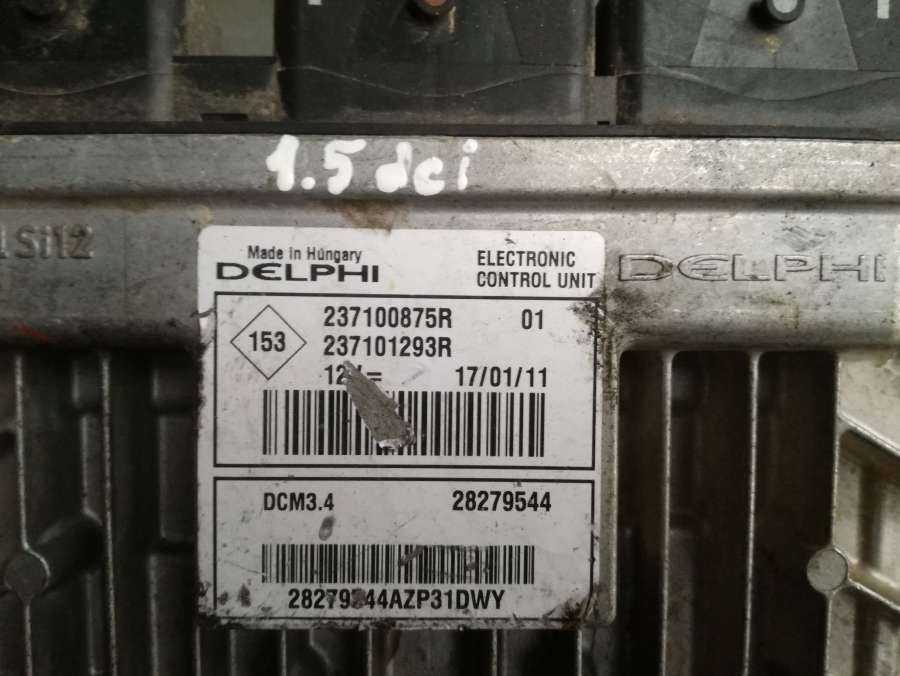 1.5 dci
Si12
Made in Hungary
DELPHI
ELECTRONIC
CONTROL UNIT
DELPHI
153
237100875R 01
237101293R
17/01/11
DCM3.4 28279544